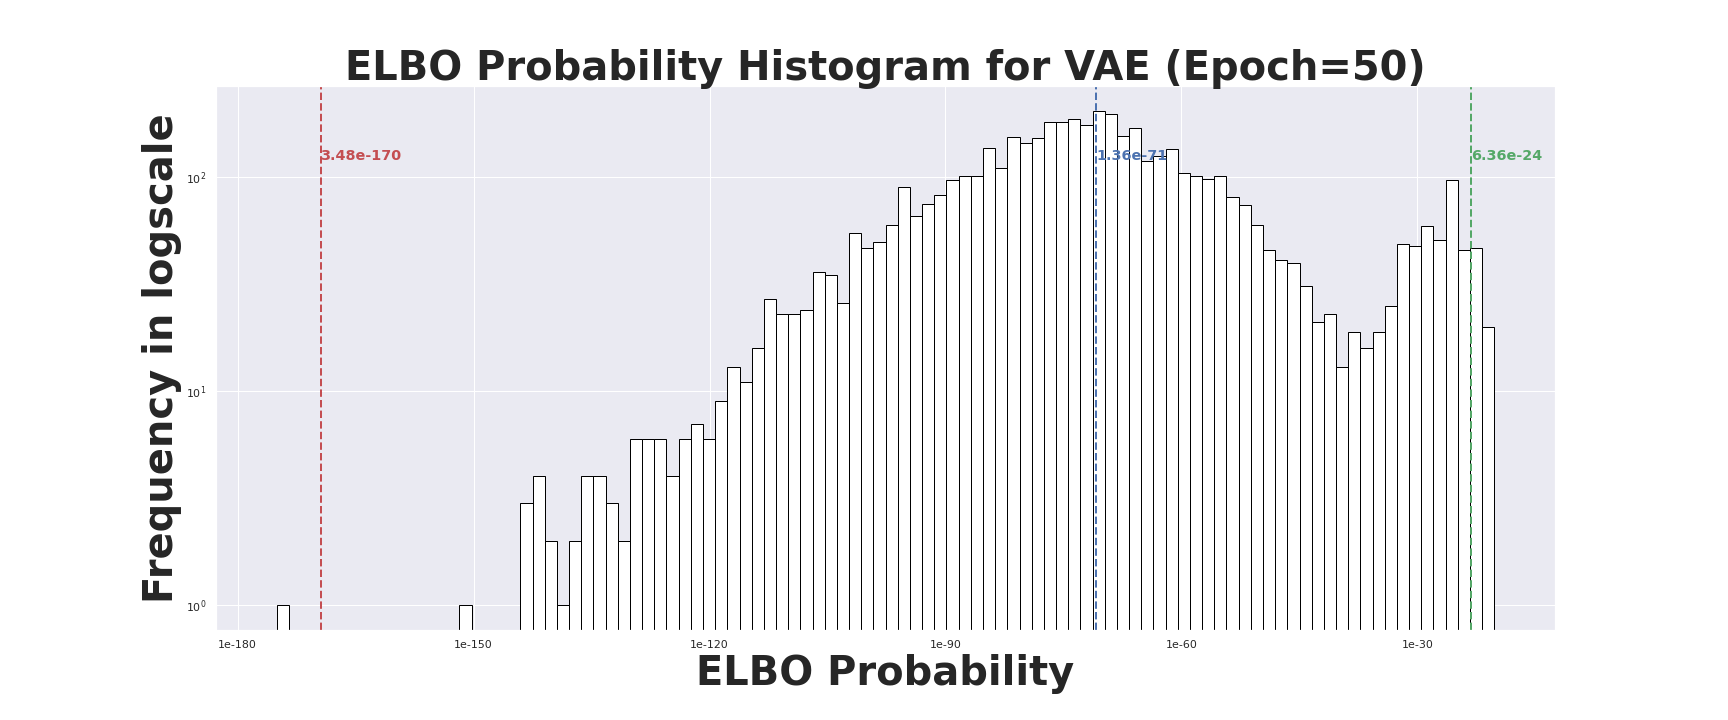 ELBO Probability Histogram for VAE (Epoch=50)
Frequency in logscale
10²
10¹
10⁰
3.48e-170
1.36e-71
6.36e-24
1e-180
1e-150
1e-120
1e-90
1e-60
1e-30
ELBO Probability